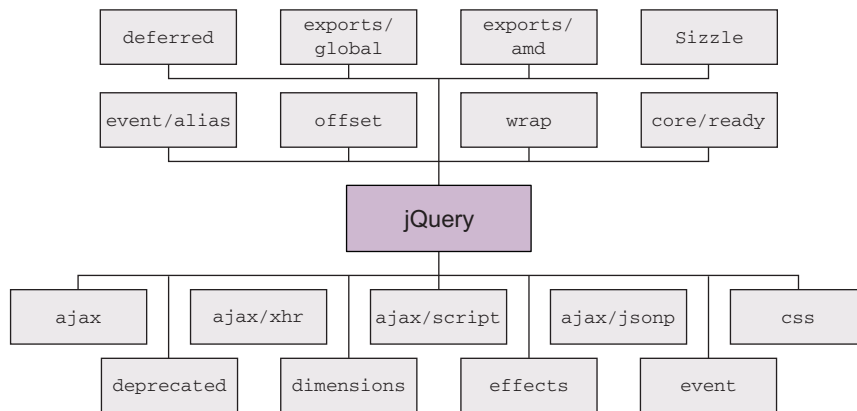 deferred
exports/
global
exports/
amd
Sizzle
event/alias
offset
wrap
core/ready
jQuery
ajax
ajax/xhr
ajax/script
ajax/jsonp
css
deprecated
dimensions
effects
event